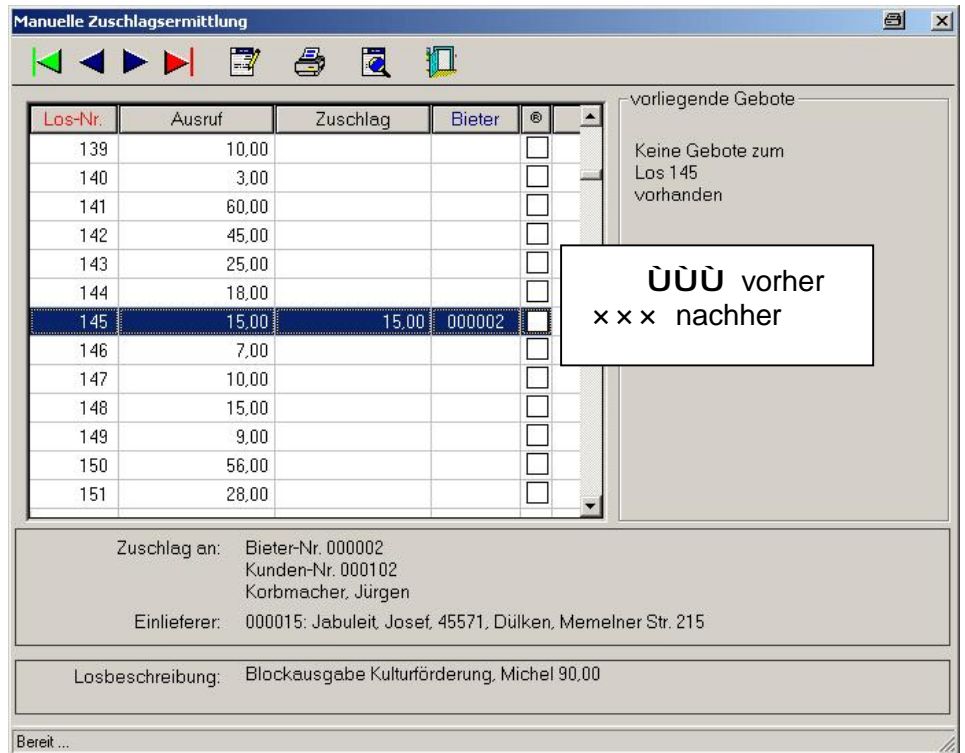 Manuelle Zuschlagsermittlung
Los-Nr. Ausruf Zuschlag Bieter ®
139 10,00
140 3,00
141 60,00
142 45,00
143 25,00
144 18,00
145 15,00 15,00 000002
146 7,00
147 10,00
148 15,00
149 9,00
150 56,00
151 28,00
vorliegende Gebote
Keine Gebote zum
Los 145
vorhanden
ÙÙÙ vorher
××× nachher
Zuschlag an: Bieter-Nr. 000002
Kunden-Nr. 000102
Korbmacher, Jürgen
Einlieferer: 000015: Jabuleit, Josef, 45571, Dülken, Memelner Str. 215
Losbeschreibung: Blockausgabe Kulturförderung, Michel 90,00
Bereit ...